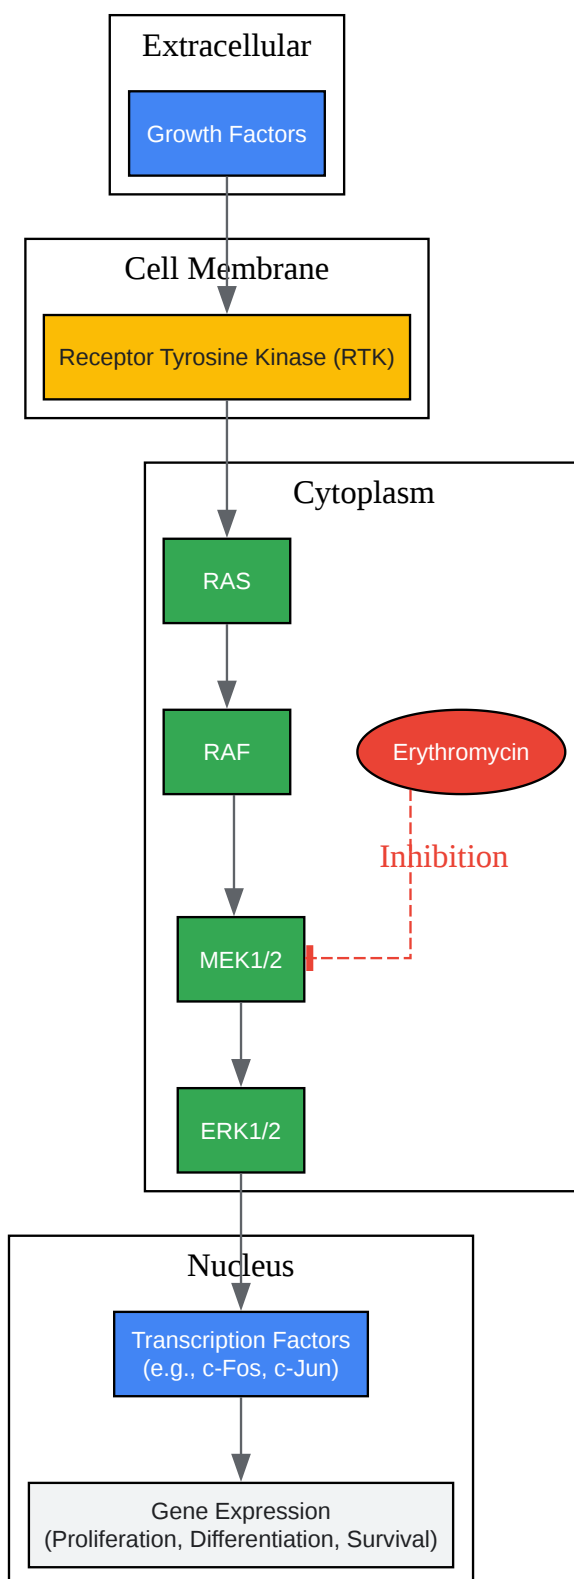 Extracellular
Growth Factors
Cell Membrane
Receptor Tyrosine Kinase (RTK)
Cytoplasm
RAS
RAF
Erythromycin
Inhibition
MEK1/2
ERK1/2
Nucleus
Transcription Factors
(e.g., c-Fos, c-Jun)
Gene Expression
(Proliferation, Differentiation, Survival)